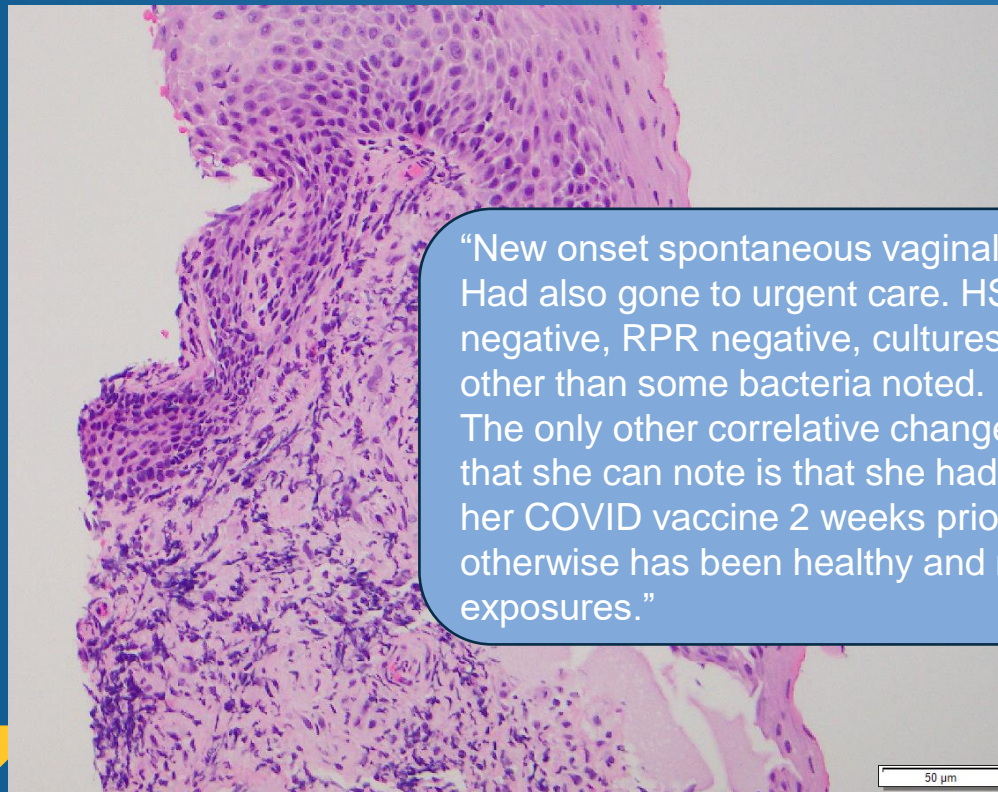 “New onset spontaneous vaginal
Had also gone to urgent care. HS
negative, RPR negative, cultures
other than some bacteria noted.
The only other correlative change
that she can note is that she had
her COVID vaccine 2 weeks prio
otherwise has been healthy and
exposures.”
50 µm